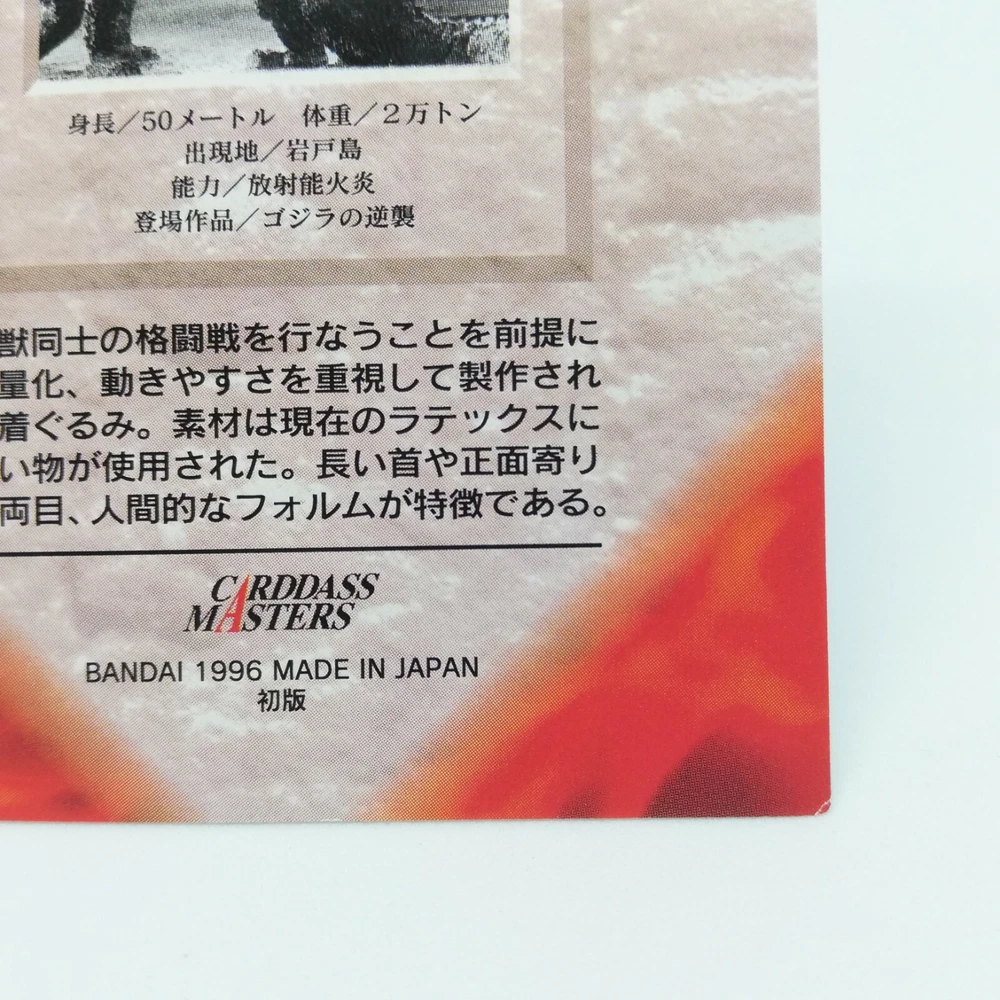 身長／50メートル　体重／2万トン
出現地／岩戸島
能力／放射能火炎
登場作品／ゴジラの逆襲
獣同士の格闘戦を行なうことを前提に
量化、動きやすさを重視して製作され
着ぐるみ。素材は現在のラテックスに
い物が使用された。長い首や正面寄り
両目、人間的なフォルムが特徴である。
CARDDASS
MASTERS
BANDAI 1996 MADE IN JAPAN
初版